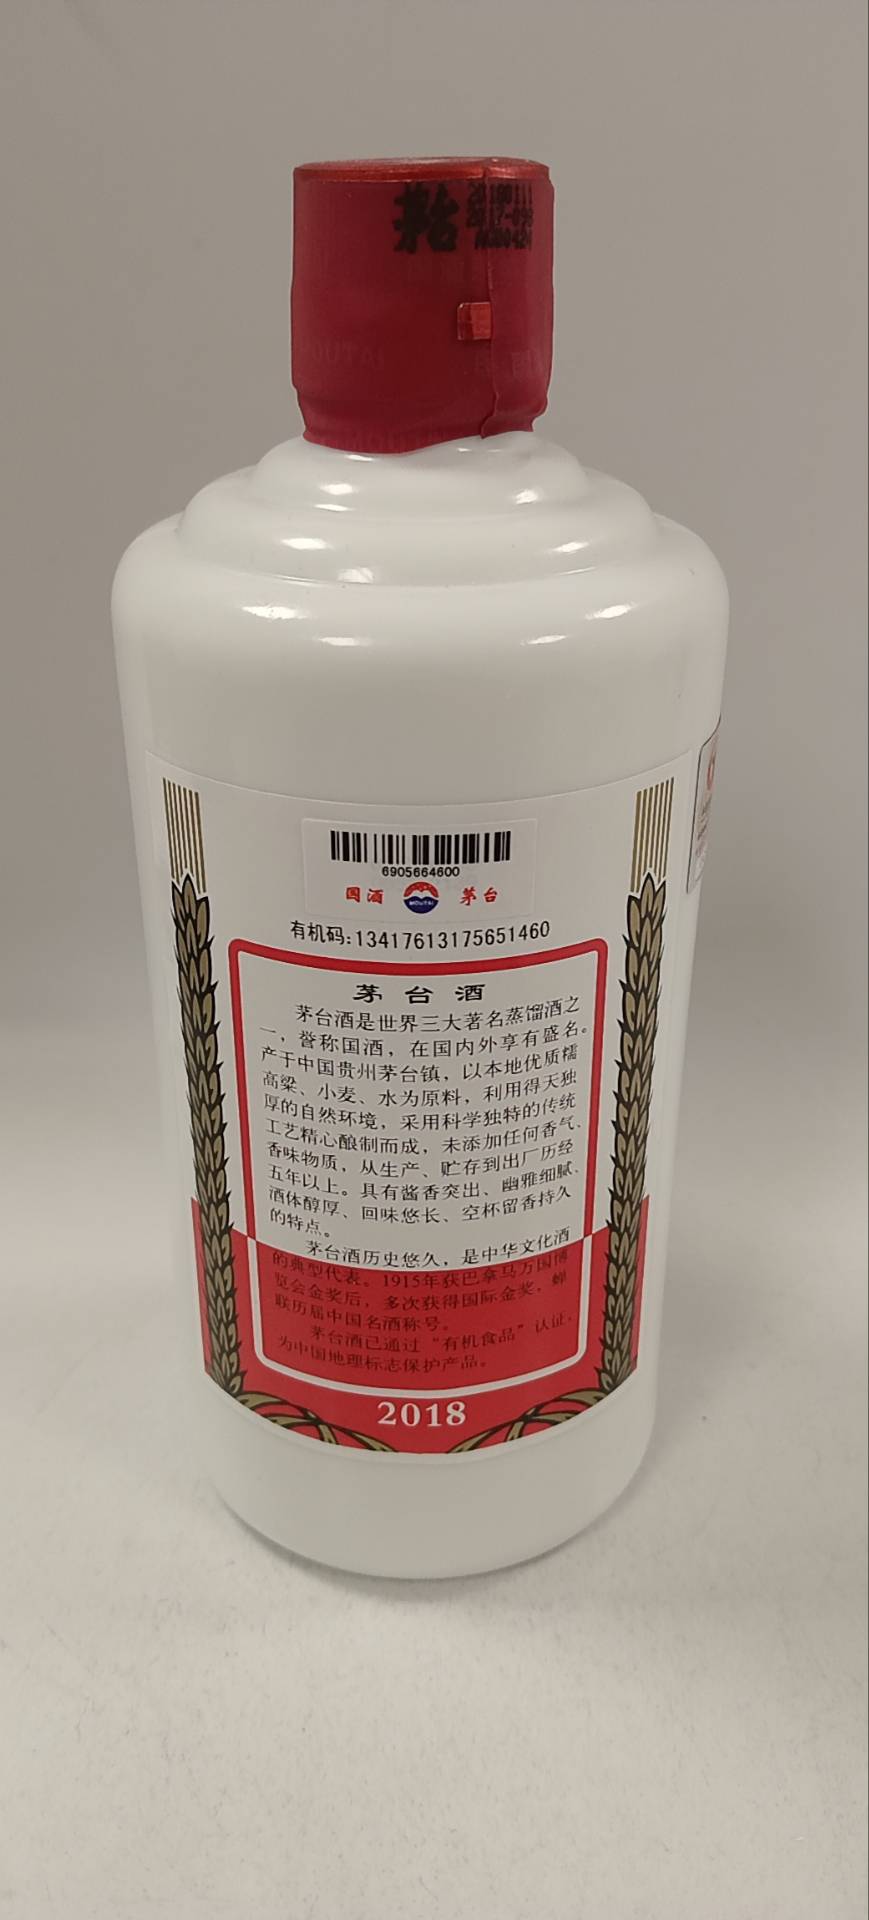 茅台
6905664600
国酒 MOUTAI 茅台
有机码:13417613175651460
茅台酒
茅台酒是世界三大著名蒸馏酒之
一，誉称国酒，在国内外享有盛名。
产于中国贵州茅台镇，以本地优质糯
高粱、小麦、水为原料，利用得天独
厚的自然环境，采用科学独特的传统
工艺精心酿制而成，未添加任何香气、
香味物质，从生产、贮存到出厂历经
五年以上。具有酱香突出、幽雅细腻、
酒体醇厚、回味悠长、空杯留香持久
的特点。
茅台酒历史悠久，是中华文化酒
的典型代表。1915年获巴拿马万国博
览会金奖后，多次获得国际金奖，蝉
联历届中国名酒称号。
茅台酒已通过“有机食品”认证，
为中国地理标志保护产品。
2018